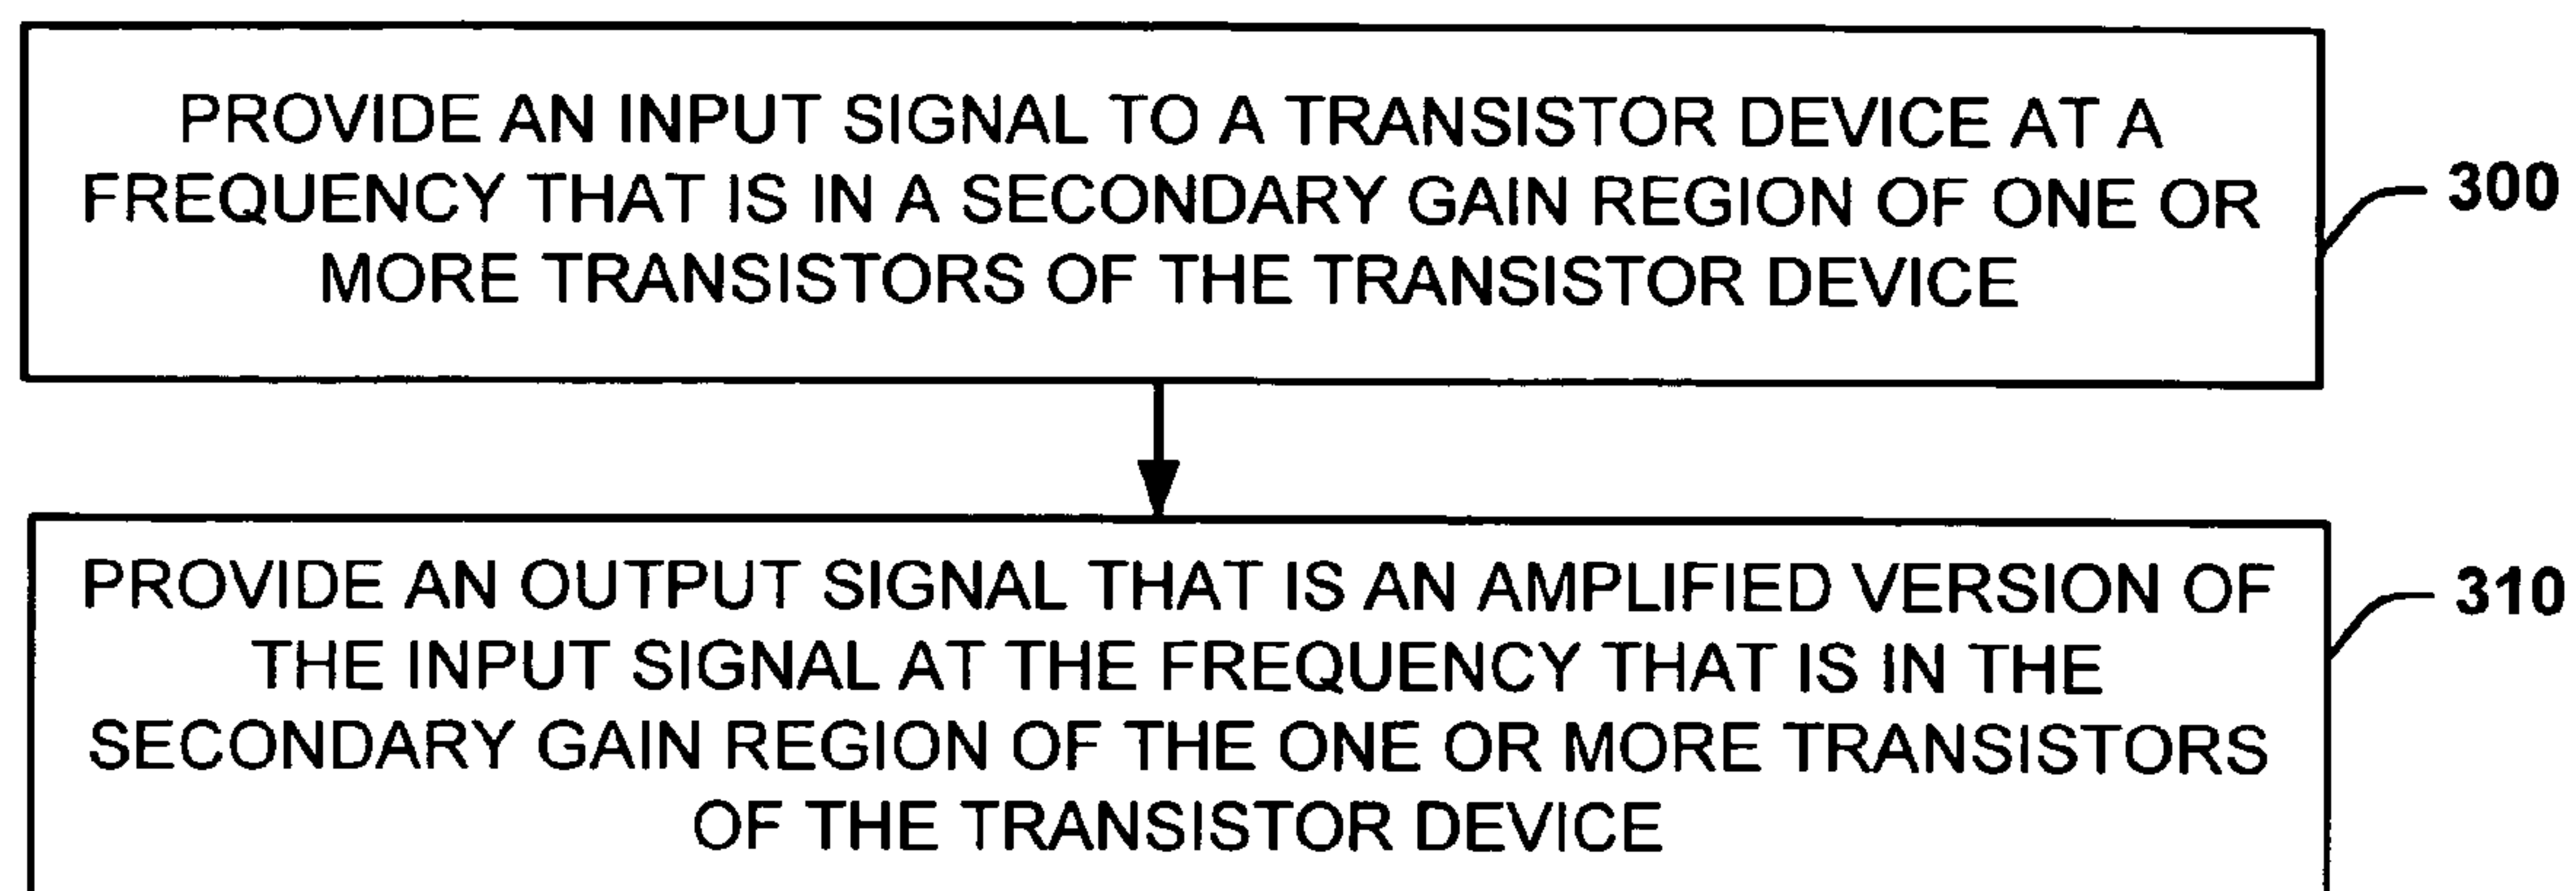 PROVIDE AN INPUT SIGNAL TO A TRANSISTOR DEVICE AT A
FREQUENCY THAT IS IN A SECONDARY GAIN REGION OF ONE OR
MORE TRANSISTORS OF THE TRANSISTOR DEVICE
300
PROVIDE AN OUTPUT SIGNAL THAT IS AN AMPLIFIED VERSION OF
THE INPUT SIGNAL AT THE FREQUENCY THAT IS IN THE
SECONDARY GAIN REGION OF THE ONE OR MORE TRANSISTORS
OF THE TRANSISTOR DEVICE
310